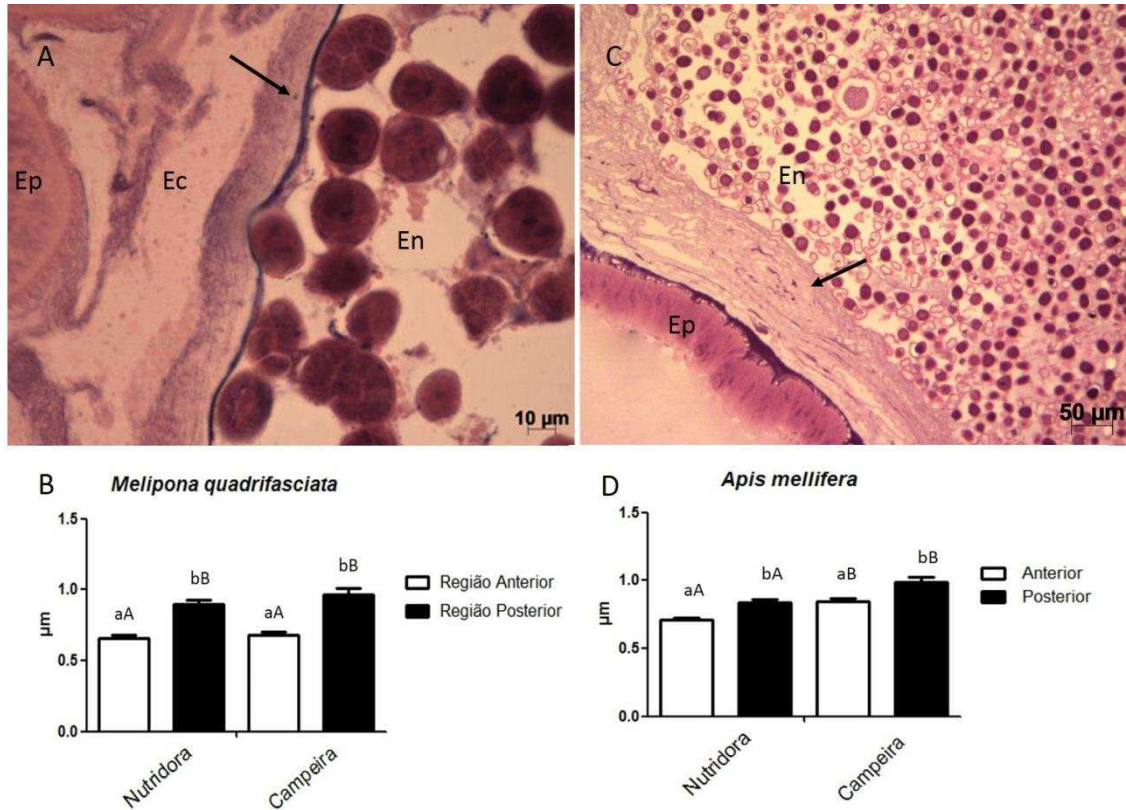 A
Ep
Ec
En
10 µm
C
En
Ep
50 µm
B
Melipona quadrifasciata
1.5
1.0
0.5
0.0
µm
aA
bB
aA
bB
Nutridora
Campeira
Região Anterior
Região Posterior
D
Apis mellifera
1.5
1.0
0.5
0.0
µm
aA
bA
aB
bB
Nutridora
Campeira
Anterior
Posterior